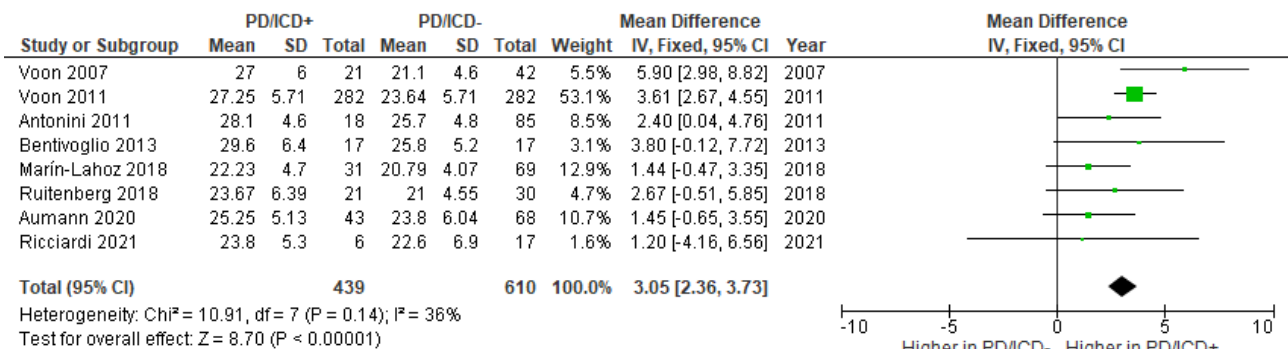 PD/ICD+ PD/ICD- Mean Difference Mean Difference
Study or Subgroup Mean SD Total Mean SD Total Weight IV, Fixed, 95% CI Year IV, Fixed, 95% CI
Voon 2007 27 6 21 21.1 4.6 42 5.5% 5.90 [2.98, 8.82] 2007
Voon 2011 27.25 5.71 282 23.64 5.71 282 53.1% 3.61 [2.67, 4.55] 2011
Antonini 2011 28.1 4.6 18 25.7 4.8 85 8.5% 2.40 [0.04, 4.76] 2011
Bentivoglio 2013 29.6 6.4 17 25.8 5.2 17 3.1% 3.80 [-0.12, 7.72] 2013
Marín-Lahoz 2018 22.23 4.7 31 20.79 4.07 69 12.9% 1.44 [-0.47, 3.35] 2018
Ruitenberg 2018 23.67 6.39 21 21 4.55 30 4.7% 2.67 [-0.51, 5.85] 2018
Aumann 2020 25.25 5.13 43 23.8 6.04 68 10.7% 1.45 [-0.65, 3.55] 2020
Ricciardi 2021 23.8 5.3 6 22.6 6.9 17 1.6% 1.20 [-4.16, 6.56] 2021
Total (95% CI) 439 610 100.0% 3.05 [2.36, 3.73]
Heterogeneity: Chi² = 10.91, df = 7 (P = 0.14); I² = 36%
Test for overall effect: Z = 8.70 (P < 0.00001)
-10 -5 0 5 10
Higher in PD/ICD- Higher in PD/ICD+